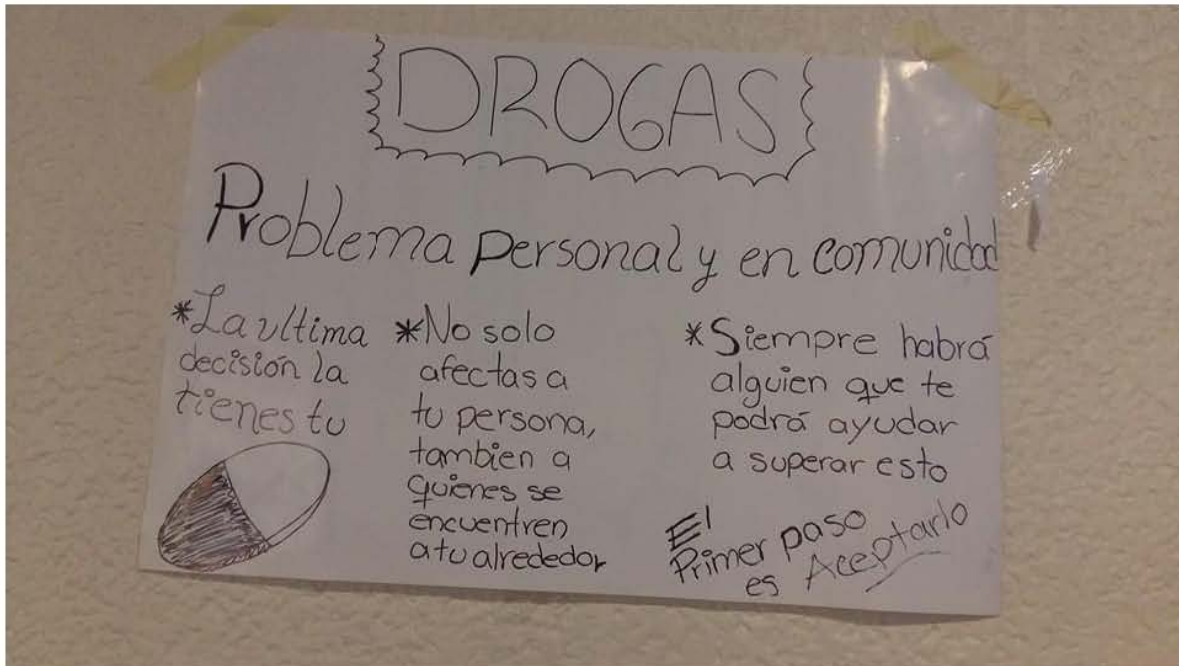 DROGAS
Problema personal y en comunidad
*La ultima
decisión la
tienes tu
*No solo
afectas a
tu persona,
tambien a
quienes se
encuentren
a tu alrededor
*Siempre habrá
alguien que te
podrá ayudar
a superar esto
El
Primer paso
es Aceptarlo